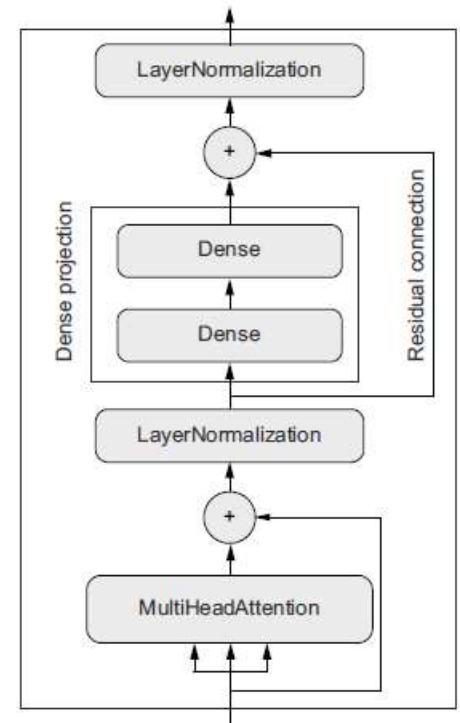 LayerNormalization
+
Dense projection
Dense
Dense
Residual connection
LayerNormalization
+
MultiHeadAttention